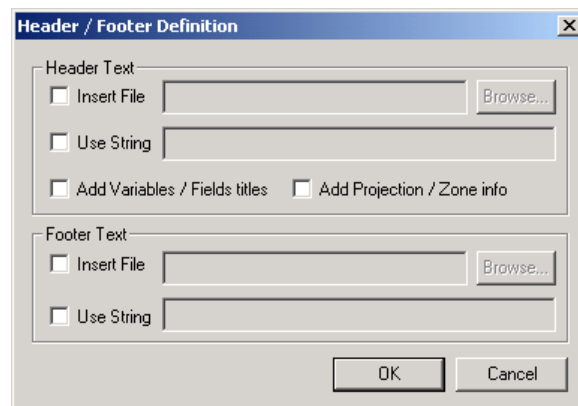 Header / Footer Definition
Header Text
Insert File Browse...
Use String
Add Variables / Fields titles Add Projection / Zone info
Footer Text
Insert File Browse...
Use String
OK Cancel